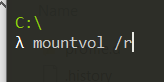 C:\
λ mountvol /r